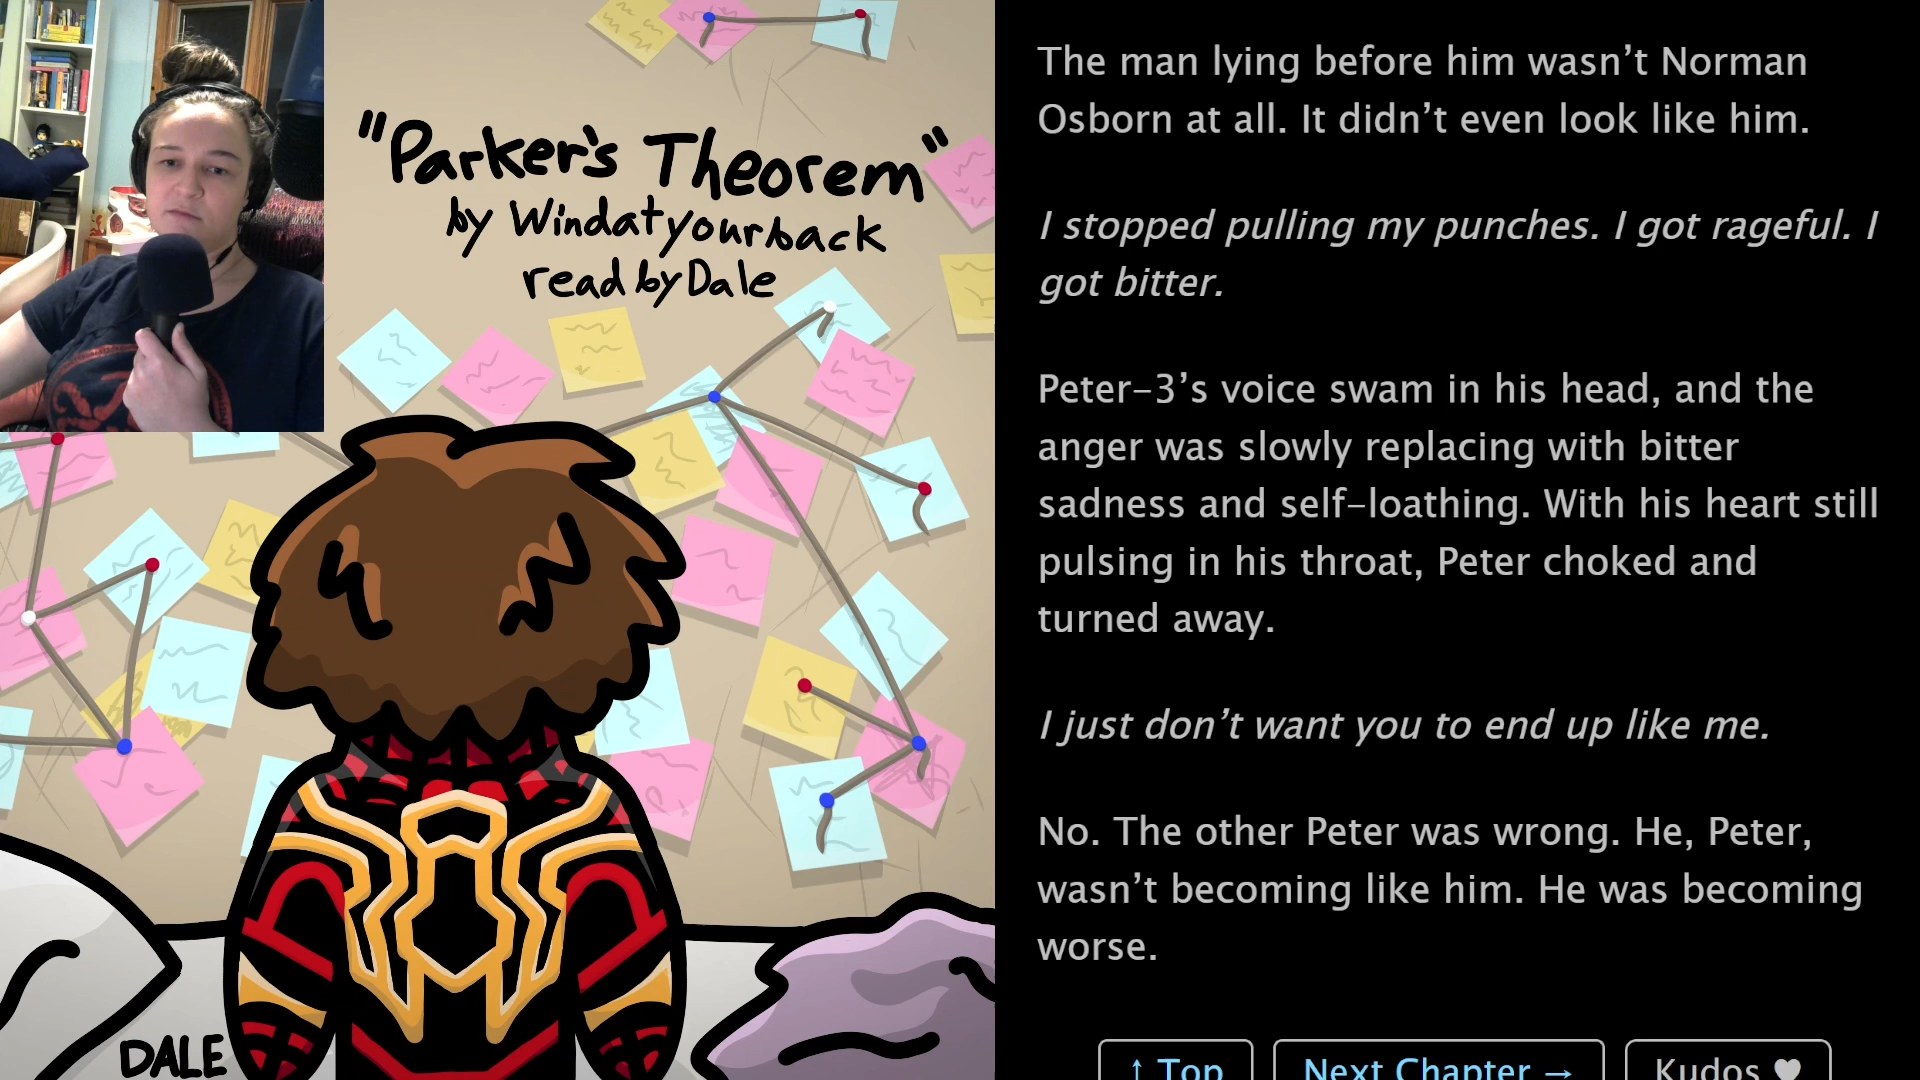 "Parker's Theorem"
by Windatyourback
read by Dale
DALE
The man lying before him wasn’t Norman
Osborn at all. It didn’t even look like him.
I stopped pulling my punches. I got rageful. I
got bitter.
Peter-3’s voice swam in his head, and the
anger was slowly replacing with bitter
sadness and self-loathing. With his heart still
pulsing in his throat, Peter choked and
turned away.
I just don’t want you to end up like me.
No. The other Peter was wrong. He, Peter,
wasn’t becoming like him. He was becoming
worse.
↑ Top
Next Chapter →
Kudos ♥